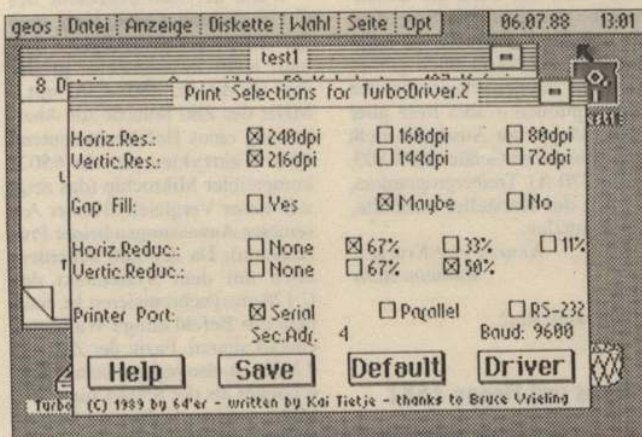 geos Datei Anzeige Diskette Wahl Seite Opt 06.07.88 13:01
test1
8
Print Selections for TurboDriver.2
Horiz.Res.: 240dpi 160dpi 80dpi
Vertic.Res.: 216dpi 144dpi 72dpi
Gap Fill: Yes Maybe No
Horiz.Reduc.: None 67% 33% 11%
Vertic.Reduc.: None 67% 50%
Printer Port: Serial Parallel RS-232
Sec.Adr. 4 Baud: 9600
Help Save Default Driver
Turbo
(C) 1989 by 64'er - written by Kai Tietje - thanks to Bruce Vrieling